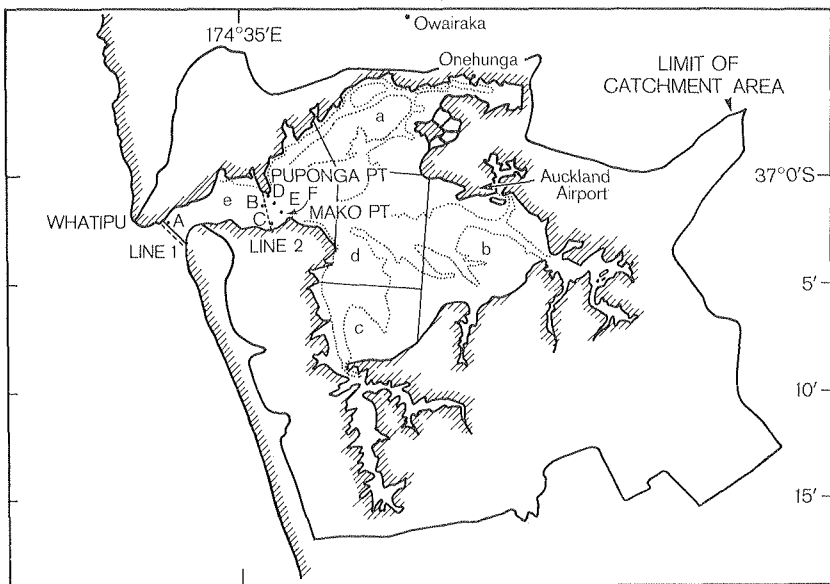 Owairaka
174°35'E
Onehunga
LIMIT OF
CATCHMENT AREA
a
PUPONGA PT
Auckland
Airport
37°0'S
e
D
F
B
E
WHATIPU
A
C
MAKO PT
LINE 1
LINE 2
b
d
5'
c
10'
15'